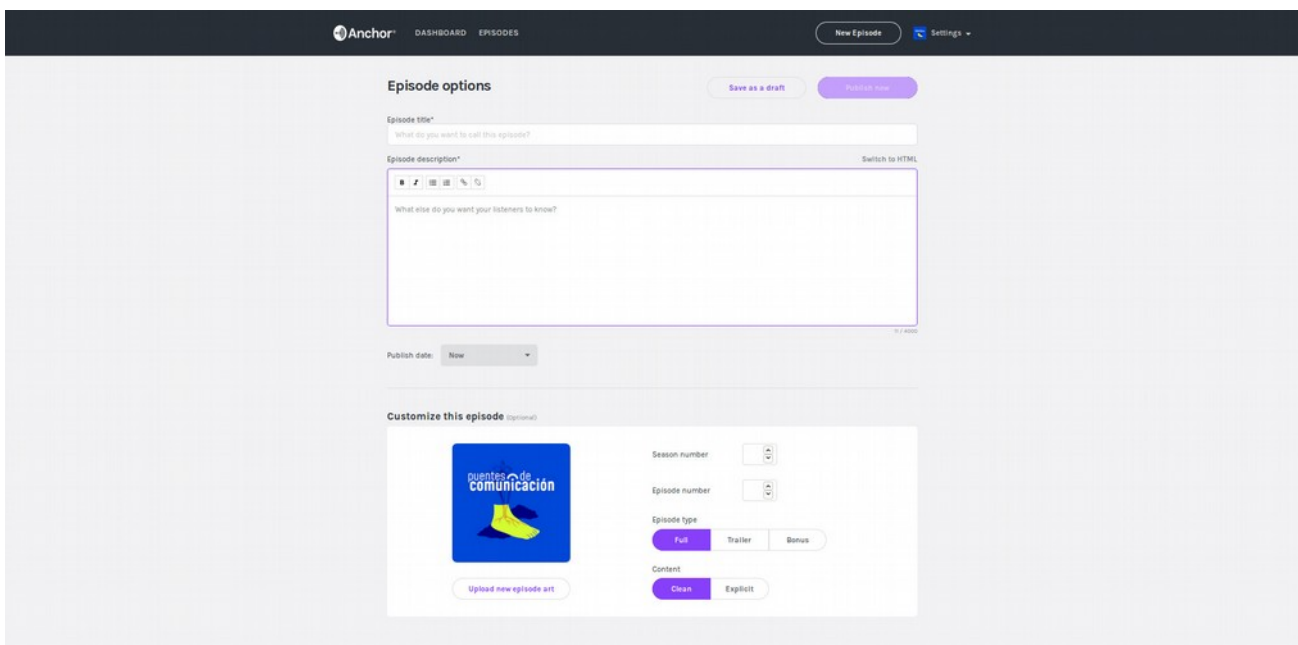 Anchor
DASHBOARD EPISODES
New Episode
Settings
Episode options
Save as a draft
Publish now
Episode title*
What do you want to call this episode?
Episode description*
Switch to HTML
B I
What else do you want your listeners to know?
11 / 4000
Publish date:
Now
Customize this episode (Optional)
puentes de
comunicación
Upload new episode art
Season number
Episode number
Episode type
Full Trailer Bonus
Content
Clean Explicit